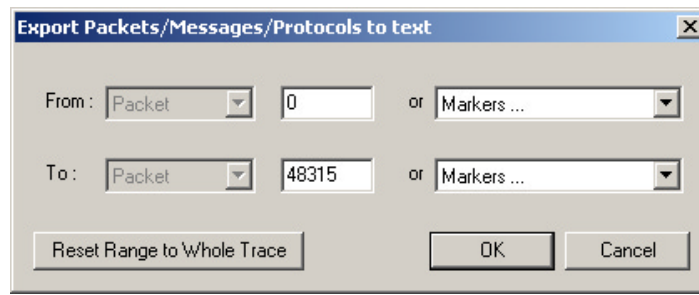 Export Packets/Messages/Protocols to text
From : Packet 0 or Markers ...
To : Packet 48315 or Markers ...
Reset Range to Whole Trace OK Cancel